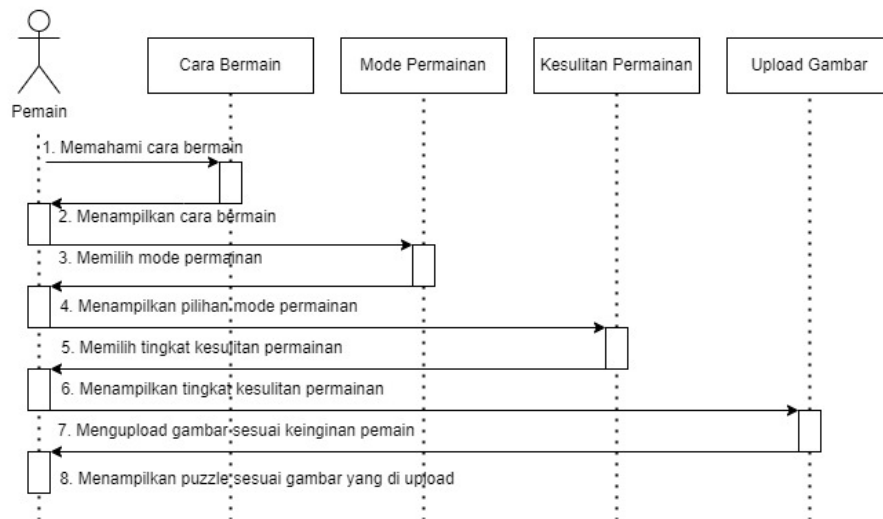 Cara Bermain
Mode Permainan
Kesulitan Permainan
Upload Gambar
Pemain
1. Memahami cara bermain
2. Menampilkan cara bermain
3. Memilih mode permainan
4. Menampilkan pilihan mode permainan
5. Memilih tingkat kesulitan permainan
6. Menampilkan tingkat kesulitan permainan
7. Mengupload gambar sesuai keinginan pemain
8. Menampilkan puzzle sesuai gambar yang di upload